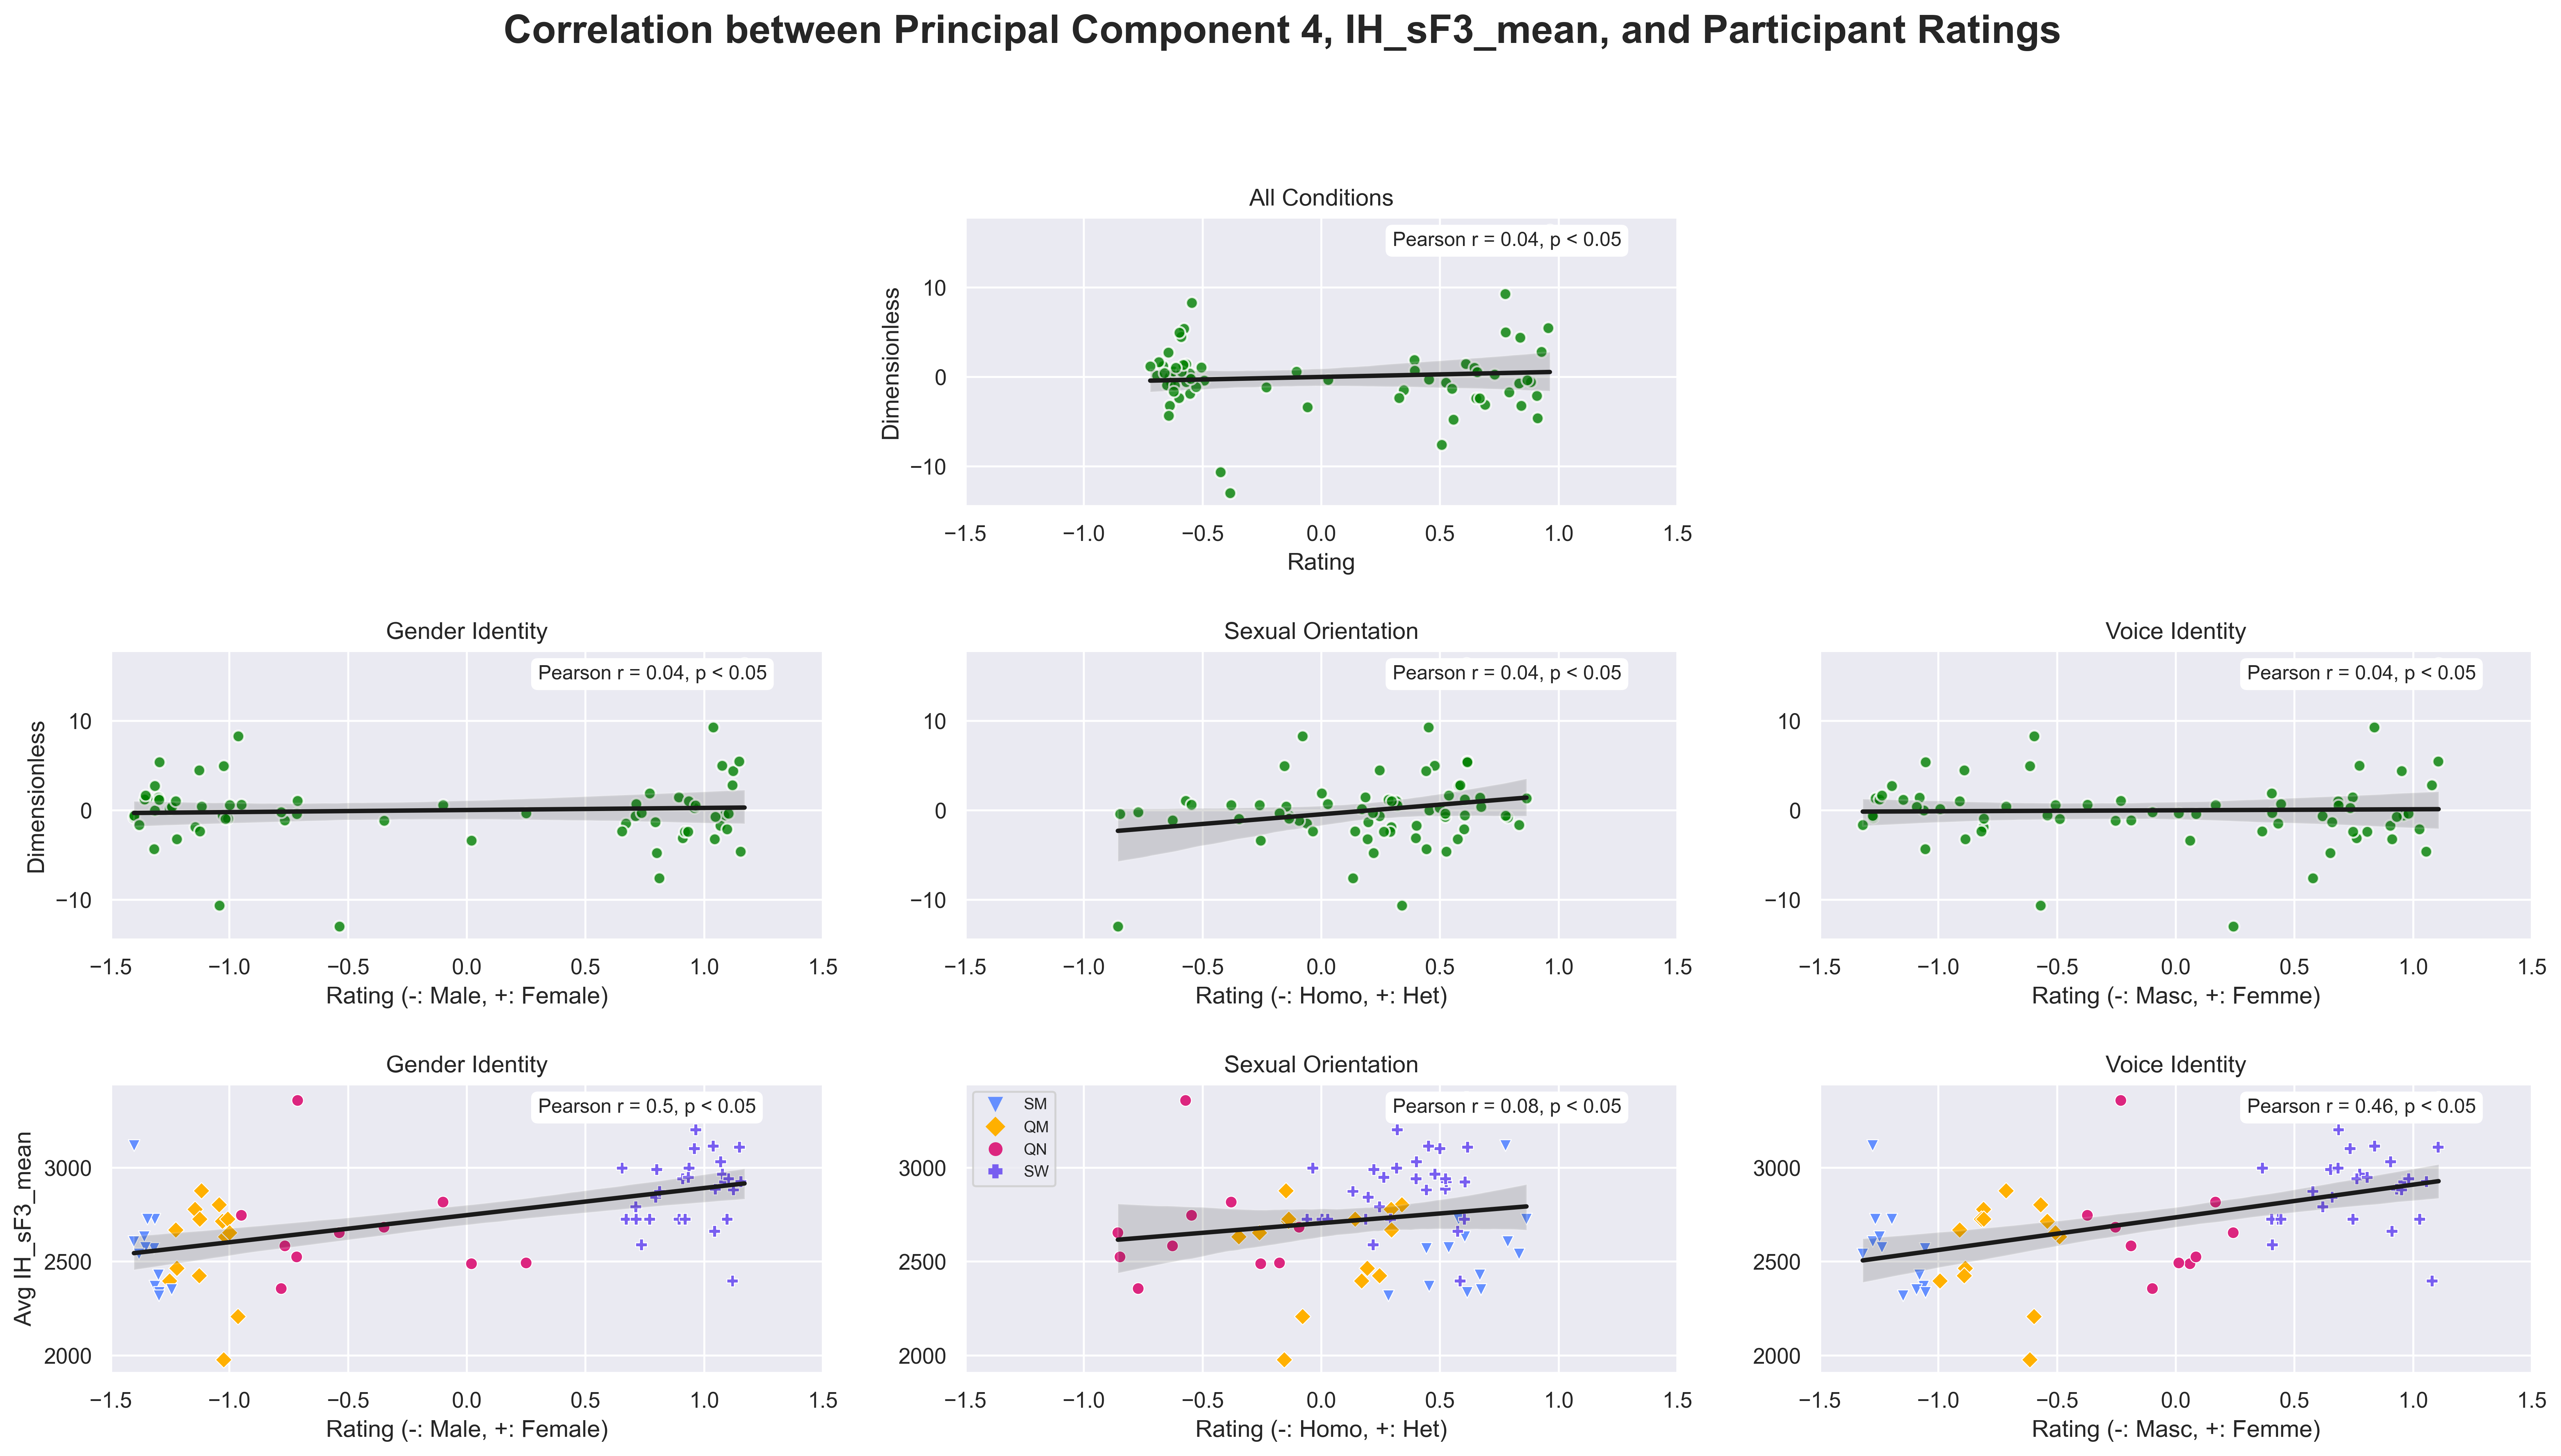 Correlation between Principal Component 4, IH_sF3_mean, and Participant Ratings
All Conditions
Pearson r = 0.04, p < 0.05
Dimensionless
10
0
−10
−1.5 −1.0 −0.5 0.0 0.5 1.0 1.5
Rating
Gender Identity
Pearson r = 0.04, p < 0.05
Dimensionless
10
0
−10
−1.5 −1.0 −0.5 0.0 0.5 1.0 1.5
Rating (-: Male, +: Female)
Sexual Orientation
Pearson r = 0.04, p < 0.05
10
0
−10
−1.5 −1.0 −0.5 0.0 0.5 1.0 1.5
Rating (-: Homo, +: Het)
Voice Identity
Pearson r = 0.04, p < 0.05
10
0
−10
−1.5 −1.0 −0.5 0.0 0.5 1.0 1.5
Rating (-: Masc, +: Femme)
Gender Identity
Pearson r = 0.5, p < 0.05
Avg IH_sF3_mean
3000
2500
2000
−1.5 −1.0 −0.5 0.0 0.5 1.0 1.5
Rating (-: Male, +: Female)
Sexual Orientation
SM
QM
QN
SW
Pearson r = 0.08, p < 0.05
3000
2500
2000
−1.5 −1.0 −0.5 0.0 0.5 1.0 1.5
Rating (-: Homo, +: Het)
Voice Identity
Pearson r = 0.46, p < 0.05
3000
2500
2000
−1.5 −1.0 −0.5 0.0 0.5 1.0 1.5
Rating (-: Masc, +: Femme)